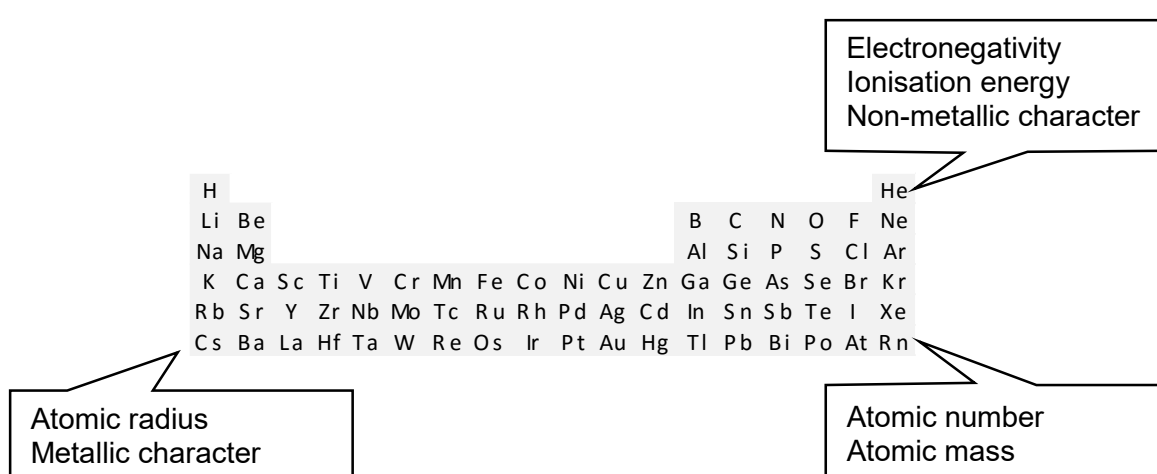 Electronegativity
Ionisation energy
Non-metallic character
H He
Li Be B C N O F Ne
Na Mg Al Si P S Cl Ar
K Ca Sc Ti V Cr Mn Fe Co Ni Cu Zn Ga Ge As Se Br Kr
Rb Sr Y Zr Nb Mo Tc Ru Rh Pd Ag Cd In Sn Sb Te I Xe
Cs Ba La Hf Ta W Re Os Ir Pt Au Hg Tl Pb Bi Po At Rn
Atomic radius
Metallic character
Atomic number
Atomic mass